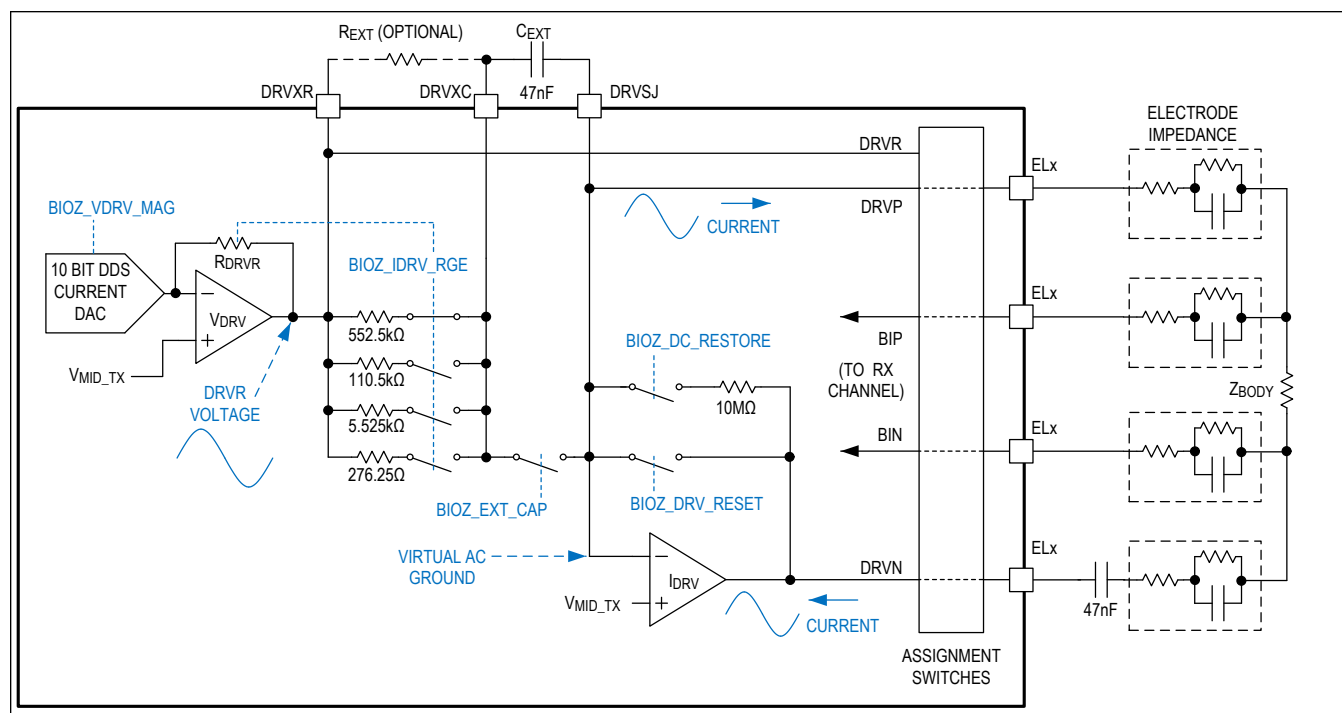 REXT (OPTIONAL)
CEXT
DRVXR
DRVXC
47nF
DRVSJ
ELECTRODE
IMPEDANCE
DRVR
ELx
BIOZ_VDRV_MAG
DRVP
CURRENT
RDRVR
10 BIT DDS
CURRENT
DAC
BIOZ_IDRV_RGE
−
VDRV
+
552.5kΩ
ELx
BIP
VMID_TX
110.5kΩ
BIOZ_DC_RESTORE
(TO RX
CHANNEL)
DRVR
VOLTAGE
10MΩ
ZBODY
5.525kΩ
ELx
BIN
276.25Ω
BIOZ_EXT_CAP
BIOZ_DRV_RESET
VIRTUAL AC
GROUND
−
IDRV
+
DRVN
ELx
VMID_TX
47nF
CURRENT
ASSIGNMENT
SWITCHES